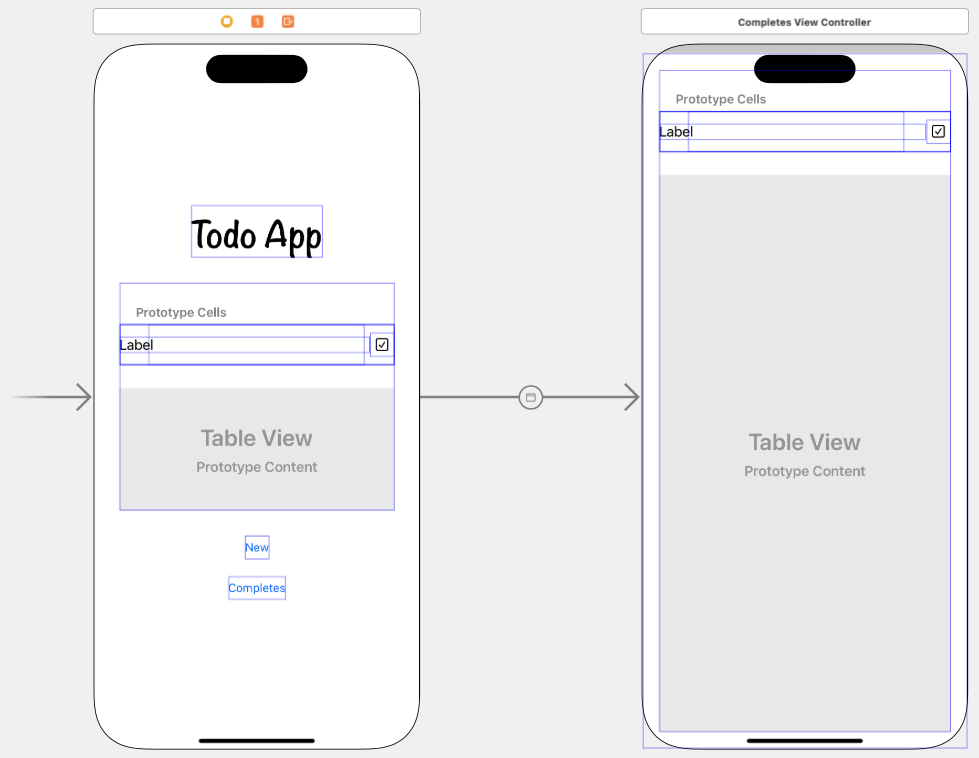 1
Completes View Controller
Todo App
Prototype Cells
Label
Table View
Prototype Content
New
Completes
Prototype Cells
Label
Table View
Prototype Content